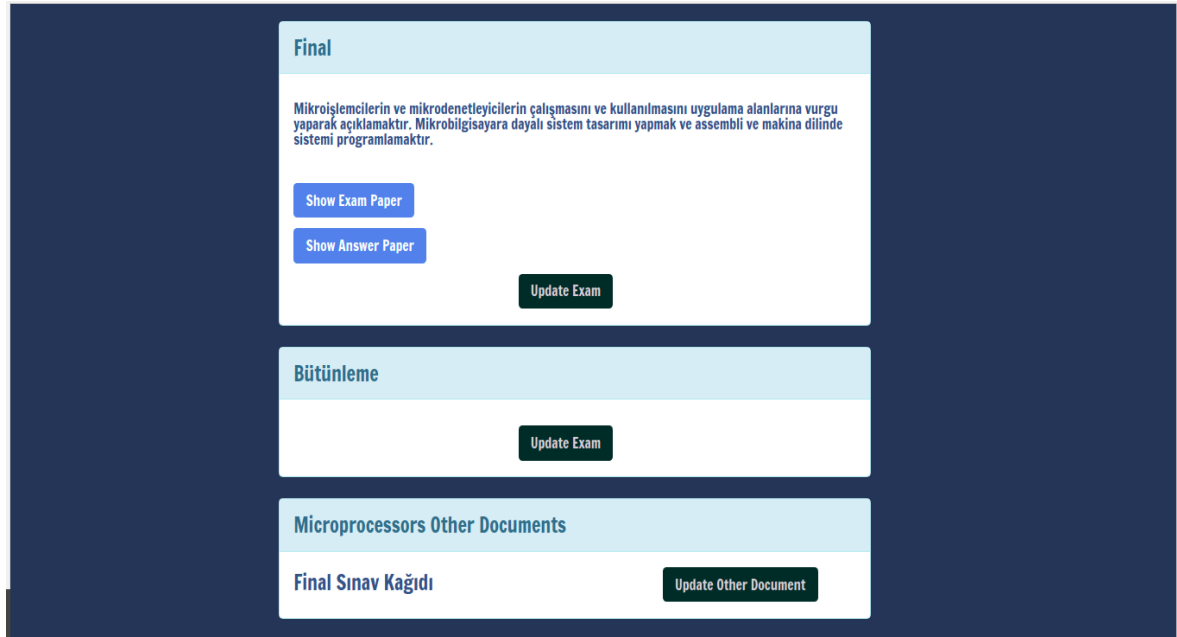 Final
Mikroişlemcilerin ve mikrodenetleyicilerin çalışmasını ve kullanılmasını uygulama alanlarına vurgu
yaparak açıklamaktır. Mikrobilgisayara dayalı sistem tasarımı yapmak ve assembli ve makina dilinde
sistemi programlamaktır.
Show Exam Paper
Show Answer Paper
Update Exam
Bütünleme
Update Exam
Microprocessors Other Documents
Final Sınav Kağıdı
Update Other Document